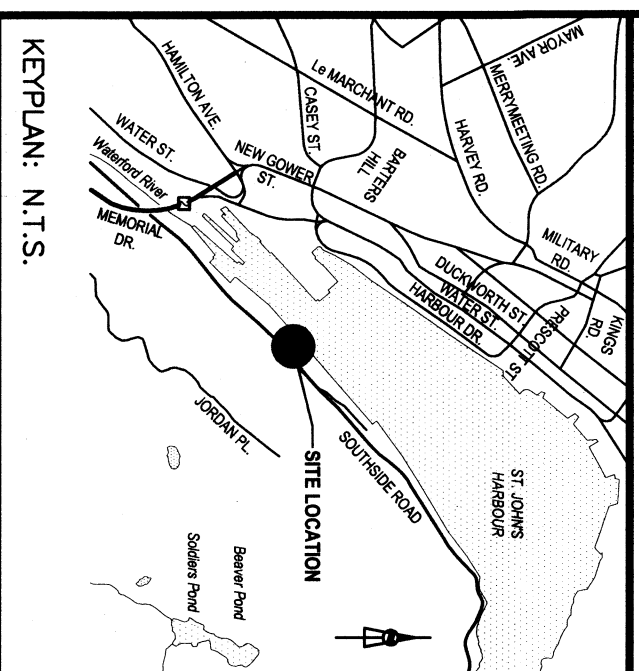 MAYOR AVE.
MERRYMEETING RD.
Le MARCHANT RD.
HARVEY RD.
HAMILTON AVE.
CASEY ST.
BARTERS
HILL
MILITARY
RD.
WATER ST.
NEW GOWER
ST.
Waterford River
MEMORIAL
DR.
DUCKWORTH ST.
WATER ST.
HARBOUR DR.
PRESCOTT ST.
KINGS
RD.
ST. JOHN'S
HARBOUR
JORDAN PL.
SOUTHSIDE ROAD
SITE LOCATION
Beaver Pond
Soldiers Pond
KEYPLAN: N.T.S.